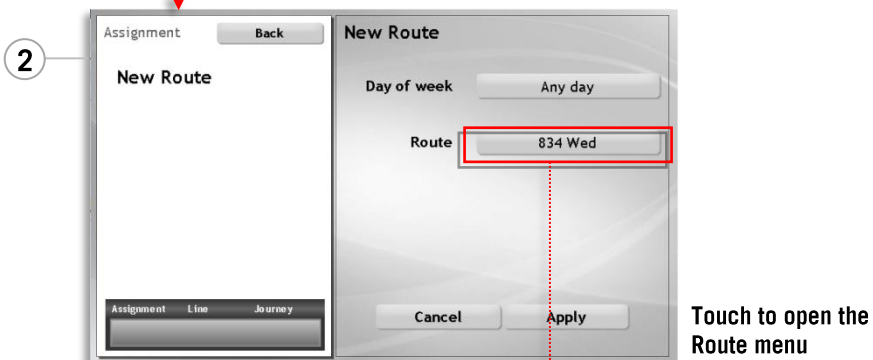 Assignment Back
New Route
2
New Route
Day of week Any day
Route 834 Wed
Assignment Line Journey
Cancel Apply
Touch to open the
Route menu